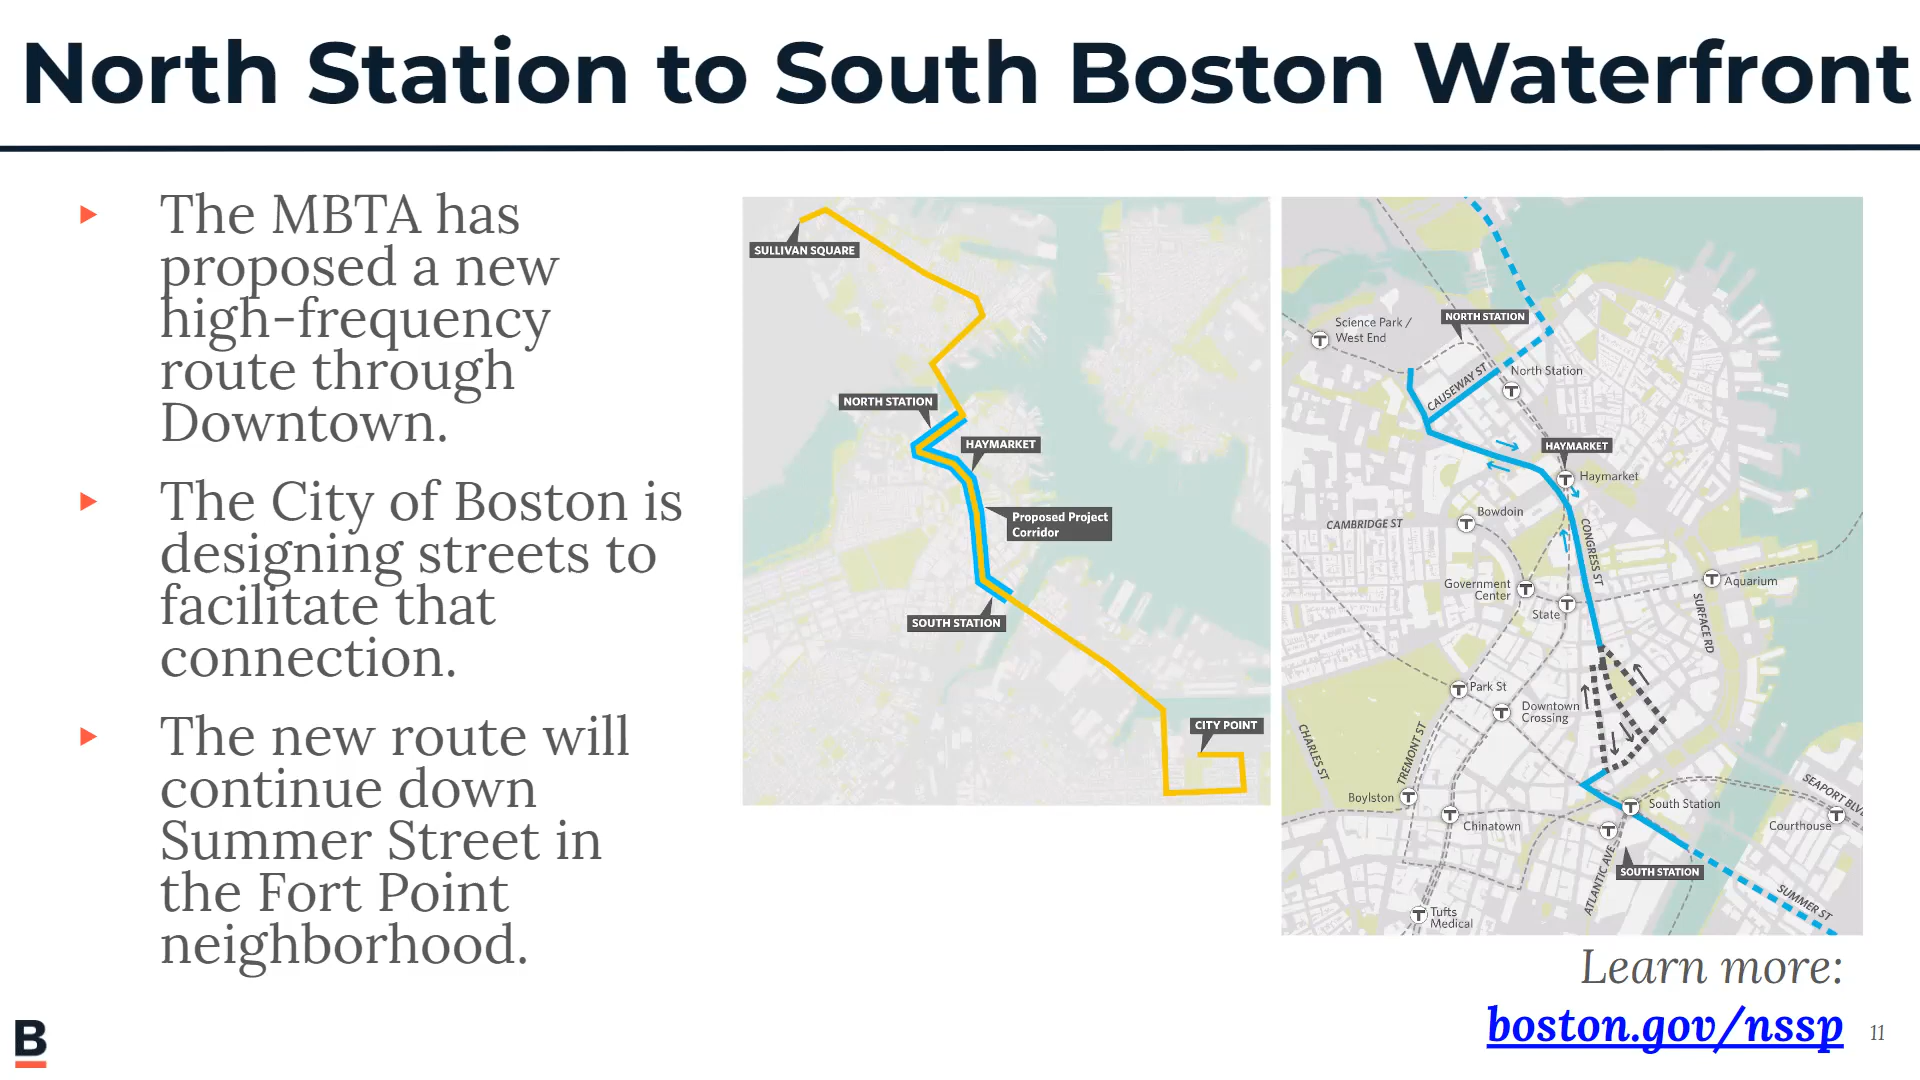 North Station to South Boston Waterfront
The MBTA has
proposed a new
high-frequency
route through
Downtown.
The City of Boston is
designing streets to
facilitate that
connection.
The new route will
continue down
Summer Street in
the Fort Point
neighborhood.
SULLIVAN SQUARE
NORTH STATION
HAYMARKET
Proposed Project
Corridor
SOUTH STATION
CITY POINT
Science Park /
West End
NORTH STATION
North Station
CAUSEWAY ST
HAYMARKET
Haymarket
Bowdoin
CAMBRIDGE ST
CONGRESS ST
Government
Center
State
Aquarium
SURFACE RD
Park St
Downtown
Crossing
CHARLES ST
TREMONT ST
Boylston
Chinatown
South Station
SEAPORT BLV
Courthouse
ATLANTIC AVE
SOUTH STATION
SUMMER ST
Tufts
Medical
Learn more:
boston.gov/nssp
11
B